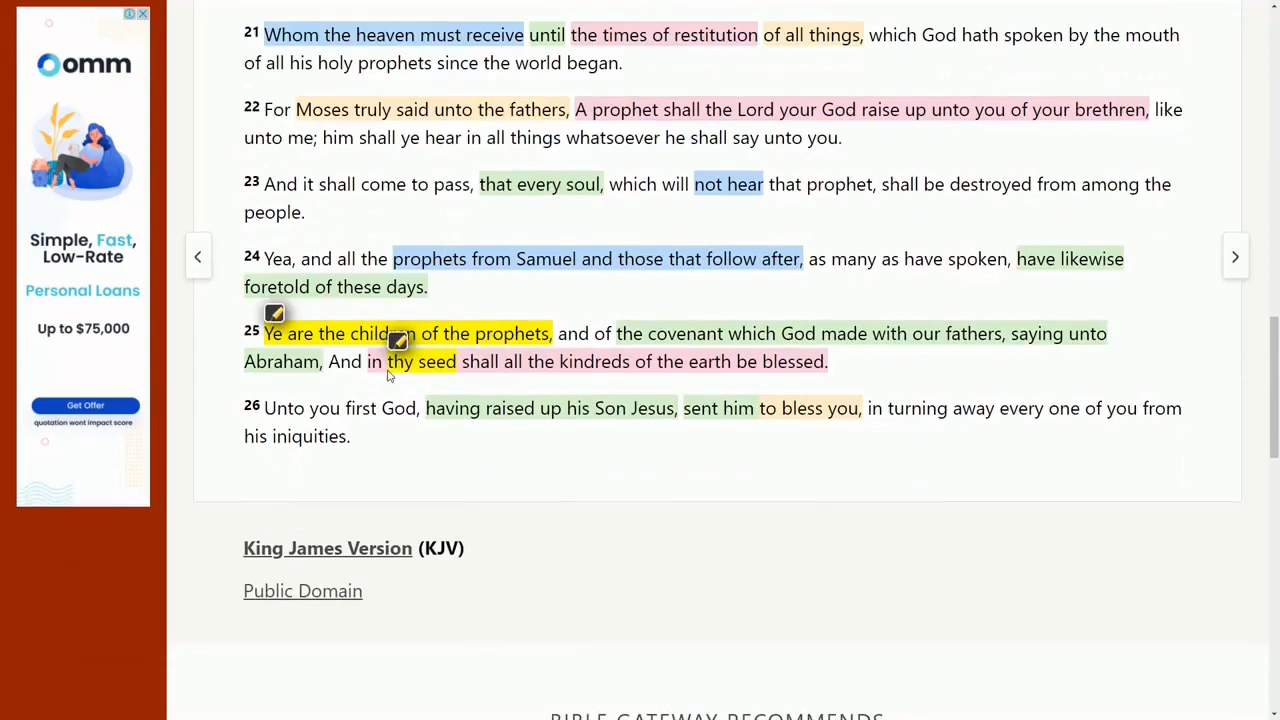 omm
Simple, Fast,
Low-Rate
Personal Loans
Up to $75,000
Get Offer
quotation wont impact score
21 Whom the heaven must receive until the times of restitution of all things, which God hath spoken by the mouth
of all his holy prophets since the world began.
22 For Moses truly said unto the fathers, A prophet shall the Lord your God raise up unto you of your brethren, like
unto me; him shall ye hear in all things whatsoever he shall say unto you.
23 And it shall come to pass, that every soul, which will not hear that prophet, shall be destroyed from among the
people.
24 Yea, and all the prophets from Samuel and those that follow after, as many as have spoken, have likewise
foretold of these days.
25 Ye are the children of the prophets, and of the covenant which God made with our fathers, saying unto
Abraham, And in thy seed shall all the kindreds of the earth be blessed.
26 Unto you first God, having raised up his Son Jesus, sent him to bless you, in turning away every one of you from
his iniquities.
King James Version (KJV)
Public Domain
BIBLE GATEWAY RECOMMENDS